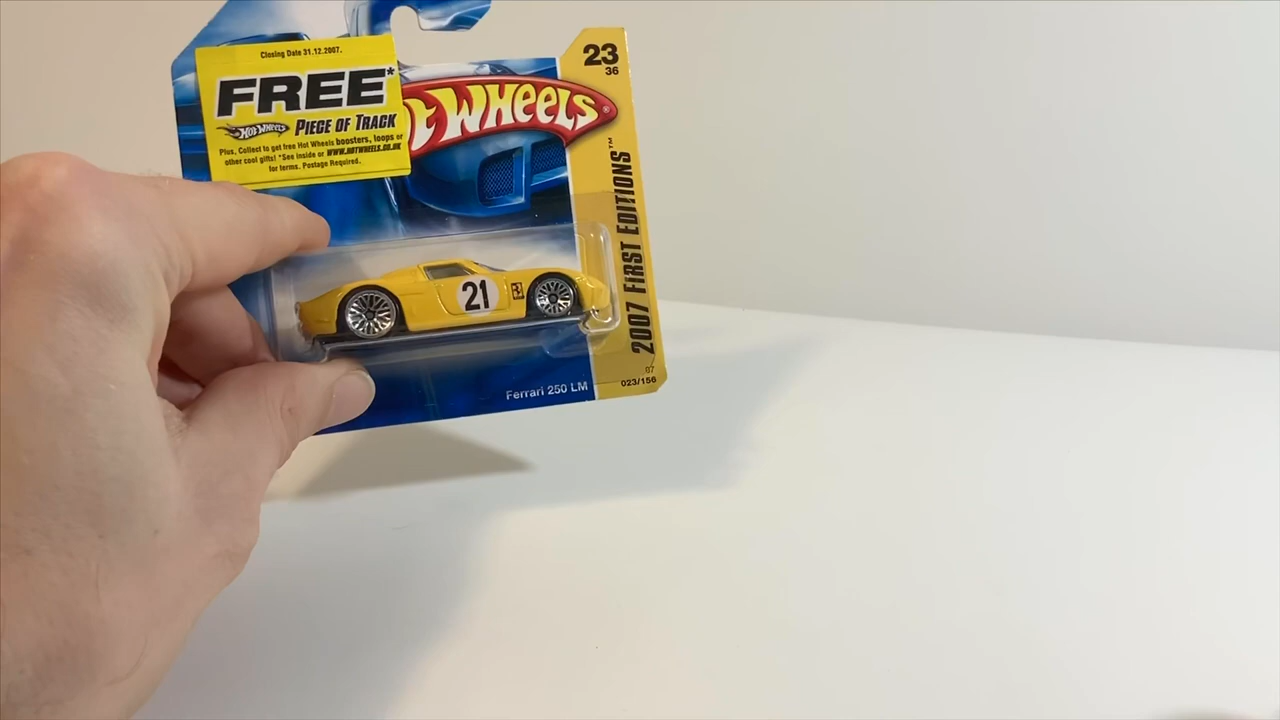 Closing Date 31.12.2007.
FREE*
HOT WHEELS PIECE OF TRACK
Plus, Collect to get free Hot Wheels boosters, loops or
other cool gifts! *See inside or WWW.HOTWHEELS.CO.UK
for terms. Postage Required.
WHEELS
23
36
2007 FIRST EDITIONS™
21
07
023/156
Ferrari 250 LM